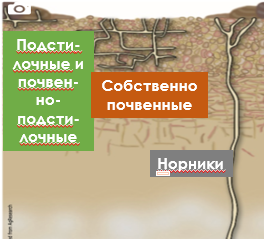 Подсти-
лочные и
почвен-
но-
подсти-
лочные
Собственно
почвенные
Норники